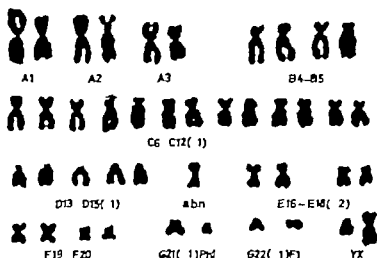 A1 A2 A3 B4-B5
C6 C12(1)
D13 D15(1) abn E16-E18(2)
F19 F20 G21(1)Ph1 G22(1)F1 YX